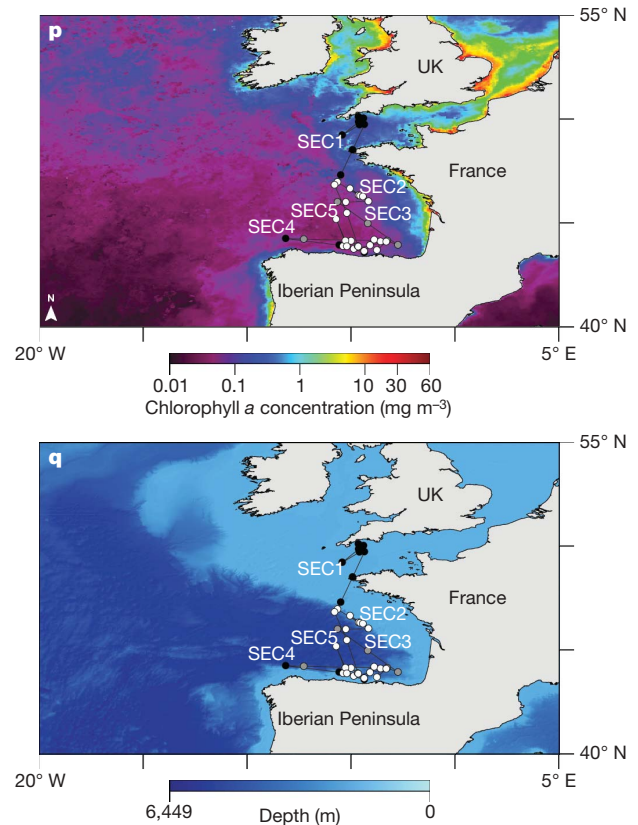 p
55° N
UK
SEC1
France
SEC2
SEC5
SEC3
SEC4
Iberian Peninsula
N
40° N
20° W
5° E
0.01 0.1 1 10 30 60
Chlorophyll a concentration (mg m–3)
q
55° N
UK
SEC1
France
SEC2
SEC5
SEC3
SEC4
Iberian Peninsula
40° N
20° W
5° E
6,449 0
Depth (m)